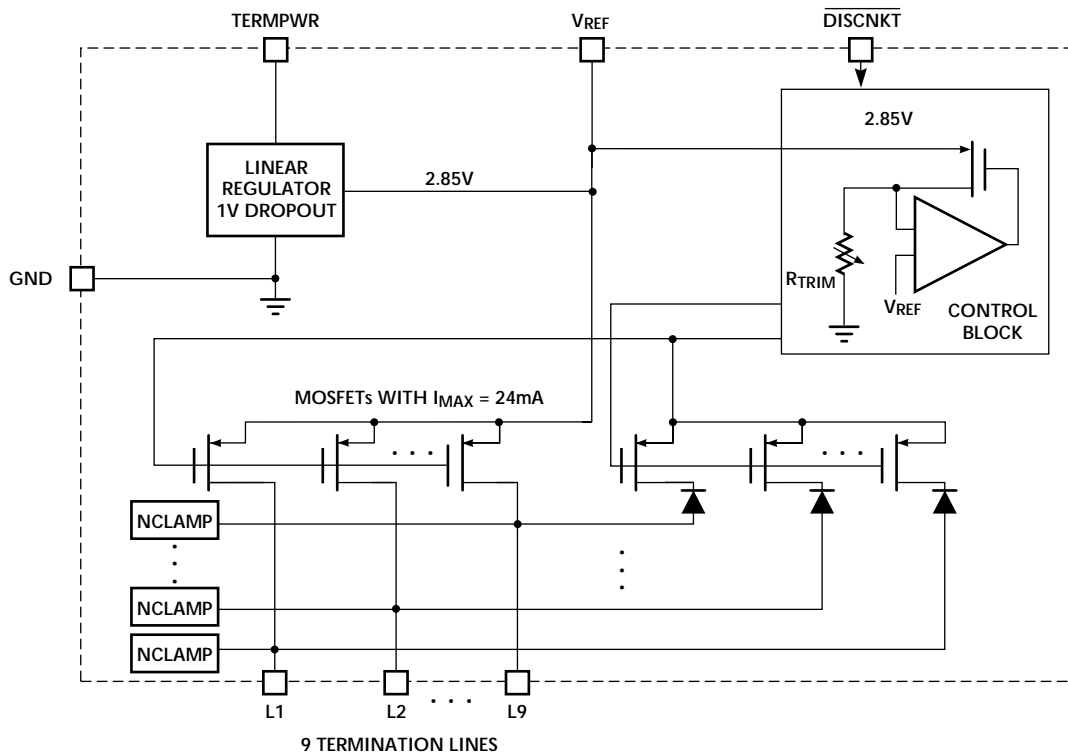 TERMPWR
VREF
DISCNKT
LINEAR
REGULATOR
1V DROPOUT
2.85V
2.85V
GND
RTRIM
VREF
CONTROL
BLOCK
MOSFETs WITH IMAX = 24mA
• • •
• • •
NCLAMP
• • •
NCLAMP
NCLAMP
• • •
L1
L2
• • •
L9
9 TERMINATION LINES